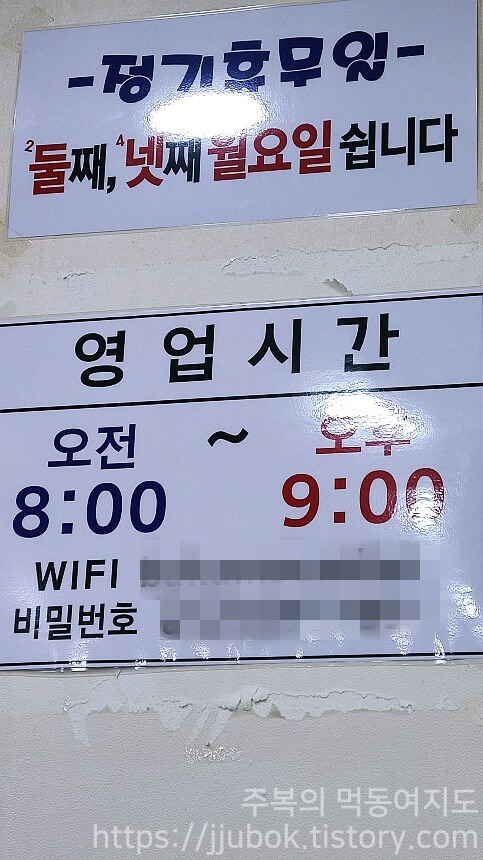 -정기휴무일-
2둘째, 4넷째 월요일 쉽니다
영업시간
오전 ~ 오후
8:00 9:00
WIFI
비밀번호
주복의 먹동여지도
https://jjubok.tistory.com